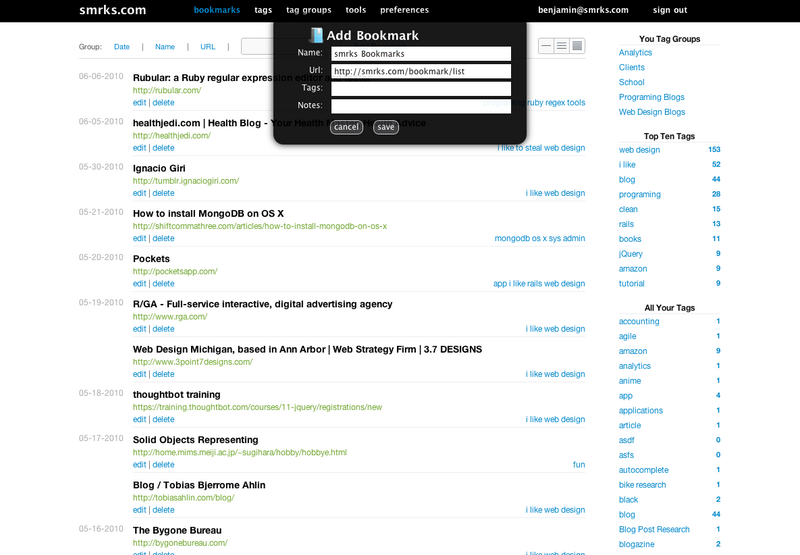 smrks.com bookmarks tags tag groups tools preferences benjamin@smrks.com sign out
Add Bookmark
Name: smrks Bookmarks
Url: http://smrks.com/bookmark/list
Tags:
Notes:
cancel save
Group: Date | Name | URL |
06-06-2010 Rubular: a Ruby regular expression
http://rubular.com/
edit | delete ruby regex tools
06-05-2010 healthjedi.com | Health Blog - Your Health
http://healthjedi.com/
edit | delete i like to steal web design
05-30-2010 Ignacio Giri
http://tumblr.ignaciogiri.com/
edit | delete i like web design
05-21-2010 How to install MongoDB on OS X
http://shiftcommathree.com/articles/how-to-install-mongodb-on-os-x
edit | delete mongodb os x sys admin
05-20-2010 Pockets
http://pocketsapp.com/
edit | delete app i like rails web design
05-19-2010 R/GA - Full-service interactive, digital advertising agency
http://www.rga.com/
edit | delete i like web design
Web Design Michigan, based in Ann Arbor | Web Strategy Firm | 3.7 DESIGNS
http://www.3point7designs.com/
edit | delete i like web design
05-18-2010 thoughtbot training
https://training.thoughtbot.com/courses/11-jquery/registrations/new
edit | delete i like web design
05-17-2010 Solid Objects Representing
http://home.mims.meiji.ac.jp/~sugihara/hobby/hobbye.html
edit | delete fun
Blog / Tobias Bjerrome Ahlin
http://tobiasahlin.com/blog/
edit | delete i like web design
05-16-2010 The Bygone Bureau
http://bygonebureau.com/
edit | delete i like web design
You Tag Groups
Analytics
Clients
School
Programing Blogs
Web Design Blogs
Top Ten Tags
web design 153
i like 52
blog 44
programing 28
clean 15
rails 13
books 11
jQuery 9
amazon 9
tutorial 9
All Your Tags
accounting 1
agile 1
amazon 9
analytics 1
anime 1
app 4
applications 1
article 1
asdf 0
asfs 0
autocomplete 1
bike research 1
black 2
blog 44
Blog Post Research 1
blogazine 2